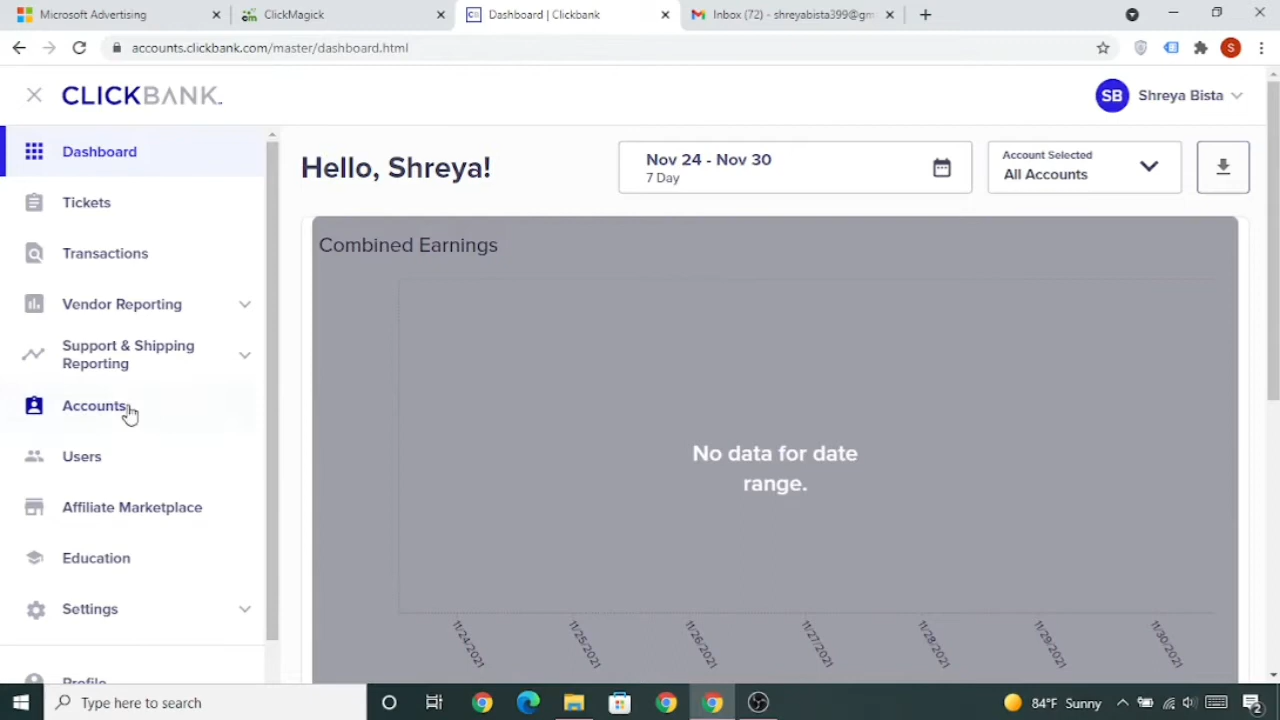 Microsoft Advertising
ClickMagick
Dashboard | Clickbank
Inbox (72) - shreyabista399@gm
accounts.clickbank.com/master/dashboard.html
S
CLICKBANK
SB
Shreya Bista
Dashboard
Tickets
Transactions
Vendor Reporting
Support & Shipping
Reporting
Accounts
Users
Affiliate Marketplace
Education
Settings
Profile
Hello, Shreya!
Nov 24 - Nov 30
7 Day
Account Selected
All Accounts
Combined Earnings
No data for date
range.
11/24/2021
11/25/2021
11/26/2021
11/27/2021
11/28/2021
11/29/2021
11/30/2021
Type here to search
84°F Sunny
2